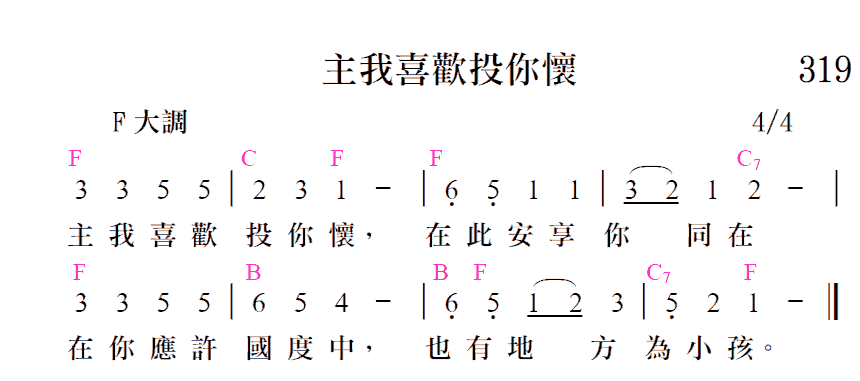 主我喜歡投你懷 319
F 大調 4/4
F C F F C7
3 3 5 5 | 2 3 1 － | 6̣ 5̣ 1 1 | 3 2 1 2 － |
主 我 喜 歡 投 你 懷， 在 此 安 享 你 同 在
F B B F C7 F
3 3 5 5 | 6 5 4 － | 6̣ 5̣ 1 2 3 | 5̣ 2 1 － ‖
在 你 應 許 國 度 中， 也 有 地 方 為 小 孩。